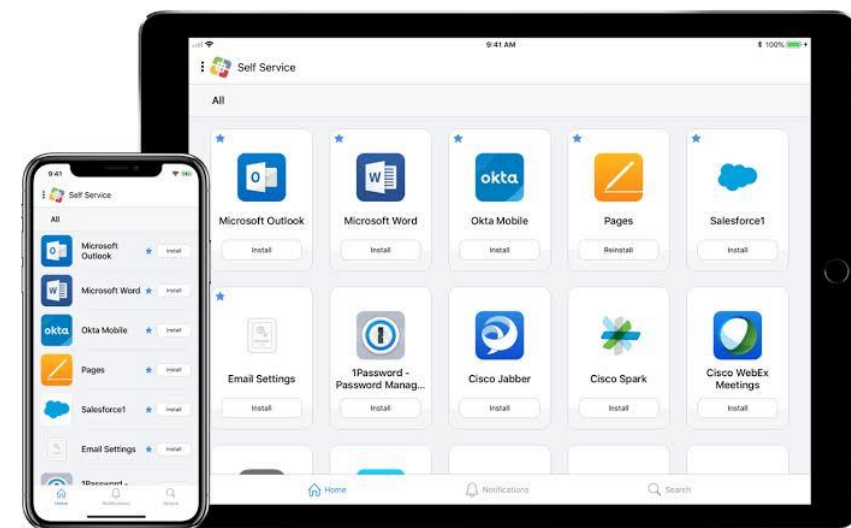 9:41
Self Service
All
Microsoft
Outlook
Install
Microsoft Word
Install
okta
Okta Mobile
Install
Pages
Install
Salesforce1
Install
Email Settings
Install
1Password -
Home
Notifications
Search
9:41 AM
100%
Self Service
All
O
W
okta
Microsoft Outlook
Microsoft Word
Okta Mobile
Pages
Salesforce1
Install
Install
Install
Reinstall
Install
Email Settings
1Password -
Password Manag...
Cisco Jabber
Cisco Spark
Cisco WebEx
Meetings
Install
Install
Install
Install
Install
Home
Notifications
Search